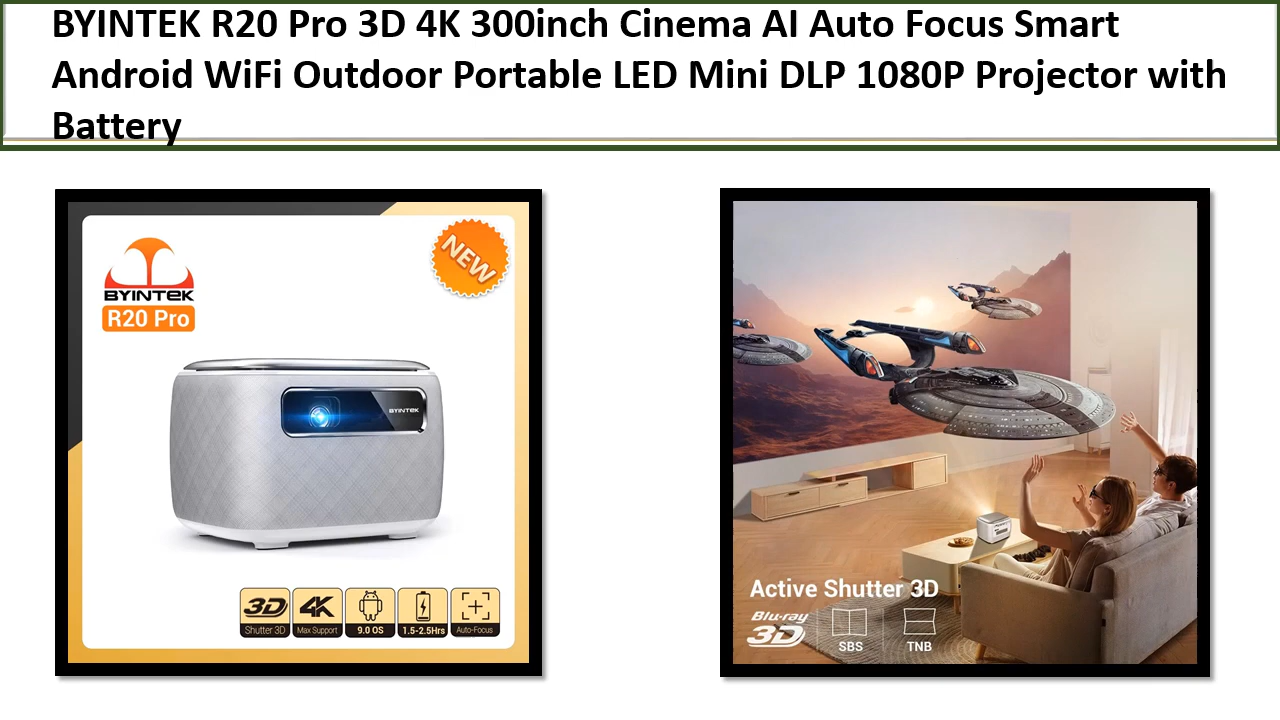 BYINTEK R20 Pro 3D 4K 300inch Cinema AI Auto Focus Smart
Android WiFi Outdoor Portable LED Mini DLP 1080P Projector with
Battery
BYINTEK
R20 Pro
NEW
BYINTEK
3D
Shutter 3D
4K
Max Support
9.0 OS
1.5-2.5Hrs
Auto-Focus
Active Shutter 3D
Blu-ray
3D
SBS
TNB